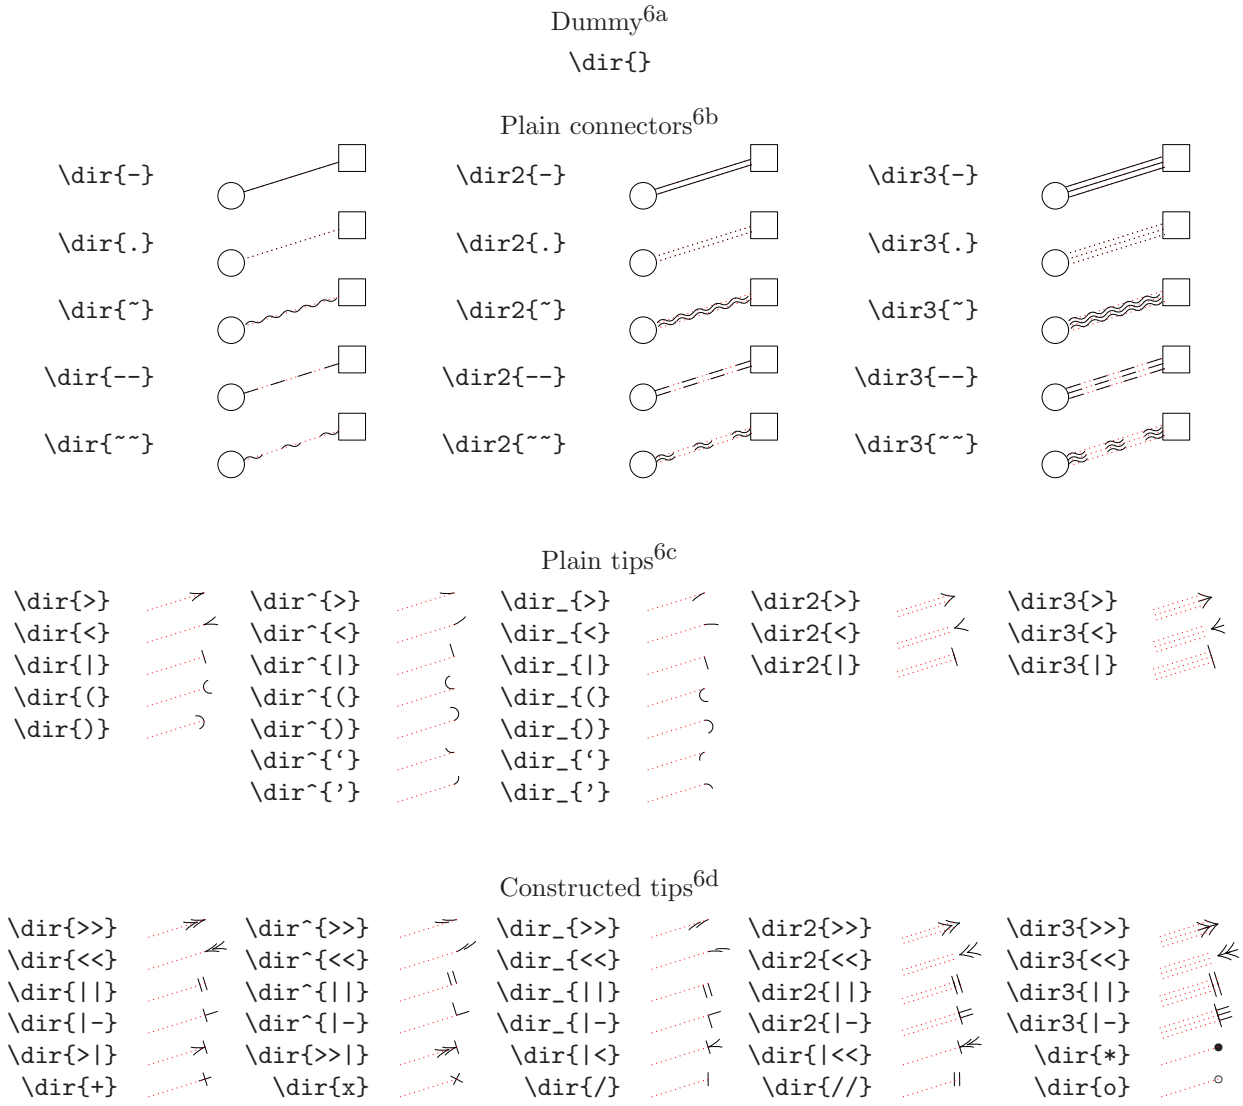 Dummy6a
\dir{}
Plain connectors6b
\dir{-} \dir2{-} \dir3{-}
\dir{.} \dir2{.} \dir3{.}
\dir{~} \dir2{~} \dir3{~}
\dir{--} \dir2{--} \dir3{--}
\dir{~~} \dir2{~~} \dir3{~~}
Plain tips6c
\dir{>} \dir^{>} \dir_{>} \dir2{>} \dir3{>}
\dir{<} \dir^{<} \dir_{<} \dir2{<} \dir3{<}
\dir{|} \dir^{|} \dir_{|} \dir2{|} \dir3{|}
\dir{(} \dir^{(} \dir_{(}
\dir{)} \dir^{)} \dir_{)}
\dir^{‘} \dir_{‘}
\dir^{’} \dir_{’}
Constructed tips6d
\dir{>>} \dir^{>>} \dir_{>>} \dir2{>>} \dir3{>>}
\dir{<<} \dir^{<<} \dir_{<<} \dir2{<<} \dir3{<<}
\dir{||} \dir^{||} \dir_{||} \dir2{||} \dir3{||}
\dir{|-} \dir^{|-} \dir_{|-} \dir2{|-} \dir3{|-}
\dir{>|} \dir{>>|} \dir{|<} \dir{|<<} \dir{*}
\dir{+} \dir{x} \dir{/} \dir{//} \dir{o}